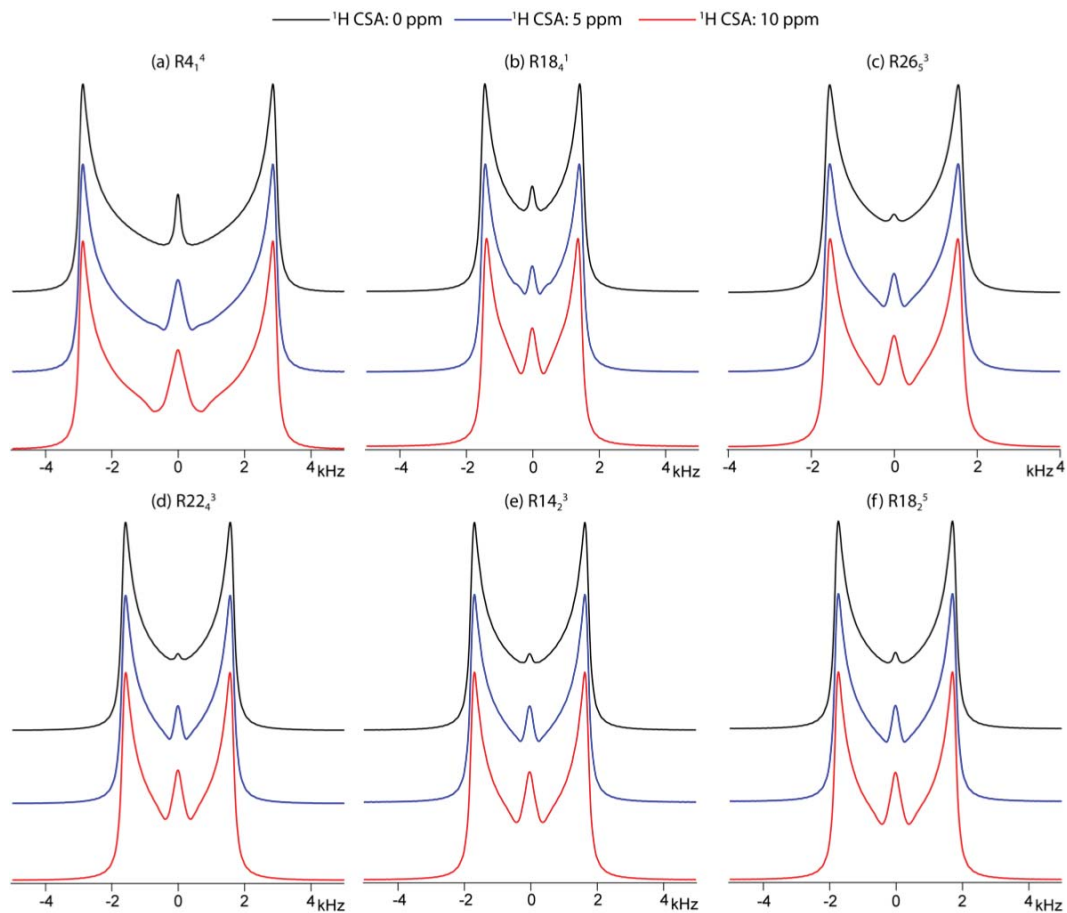 ¹H CSA: 0 ppm ¹H CSA: 5 ppm ¹H CSA: 10 ppm
(a) R4₁⁴ (b) R18₄¹ (c) R26₅³
-4 -2 0 2 4 kHz -4 -2 0 2 4 kHz -4 -2 0 2 4 kHz
(d) R22₄³ (e) R14₂³ (f) R18₂⁵
-4 -2 0 2 4 kHz -4 -2 0 2 4 kHz -4 -2 0 2 4 kHz